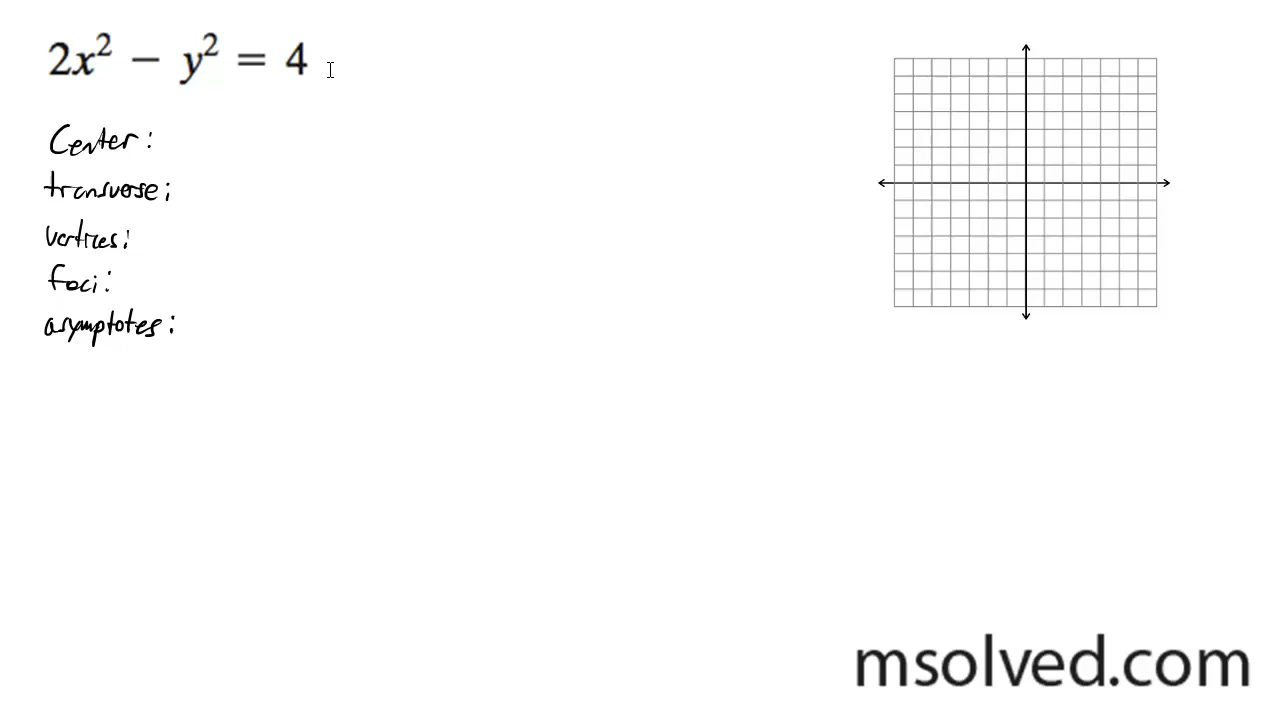 2x² − y² = 4
Center:
transverse:
vertices:
foci:
asymptotes:
msolved.com